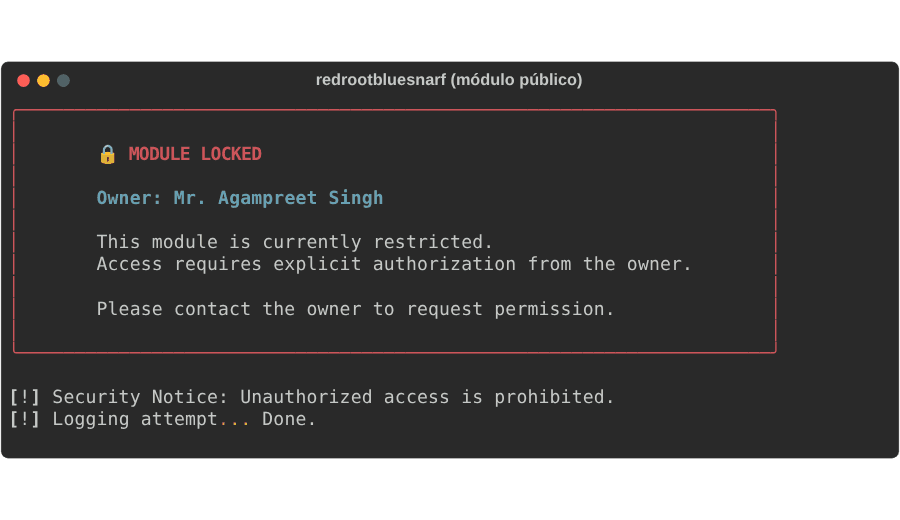 redrootbluesnarf (módulo público)
🔒 MODULE LOCKED
Owner: Mr. Agampreet Singh
This module is currently restricted.
Access requires explicit authorization from the owner.
Please contact the owner to request permission.
[!] Security Notice: Unauthorized access is prohibited.
[!] Logging attempt... Done.